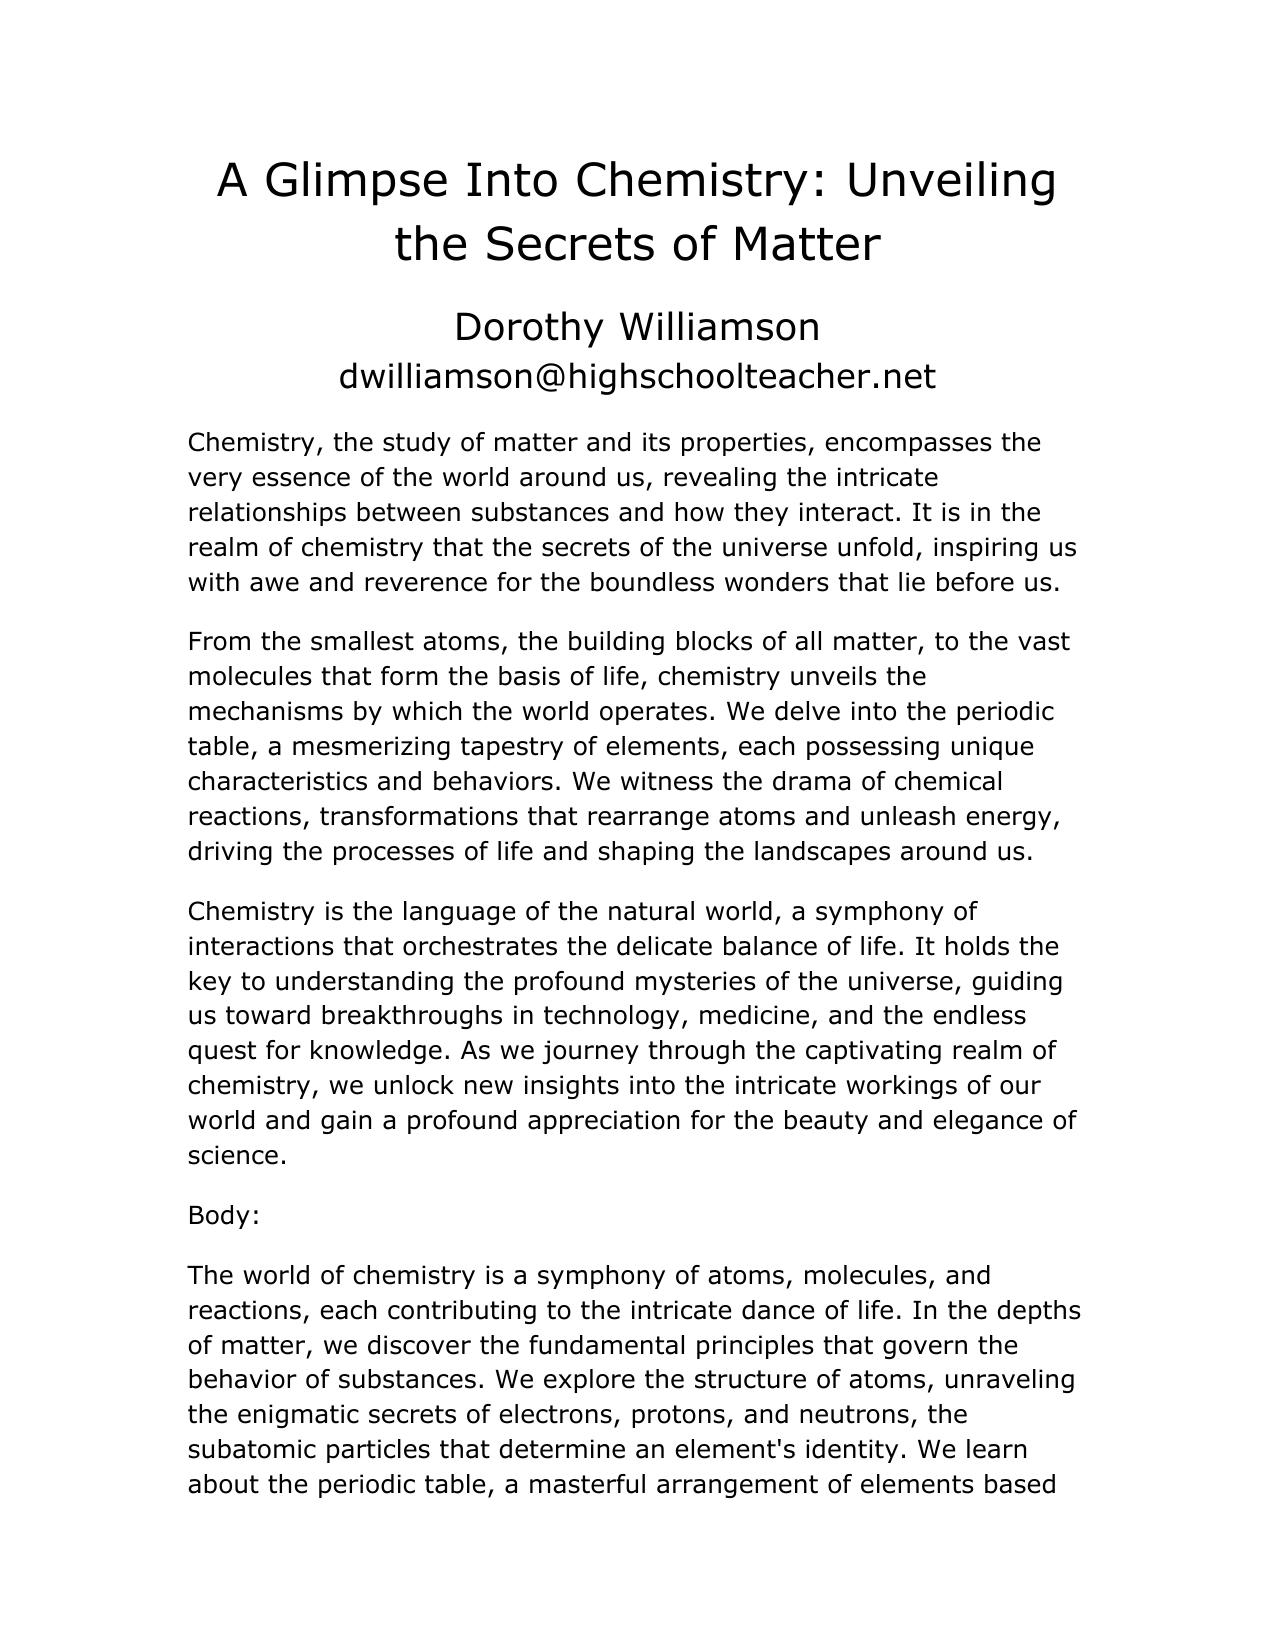 A Glimpse Into Chemistry: Unveiling
the Secrets of Matter
Dorothy Williamson
dwilliamson@highschoolteacher.net
Chemistry, the study of matter and its properties, encompasses the
very essence of the world around us, revealing the intricate
relationships between substances and how they interact. It is in the
realm of chemistry that the secrets of the universe unfold, inspiring us
with awe and reverence for the boundless wonders that lie before us.
From the smallest atoms, the building blocks of all matter, to the vast
molecules that form the basis of life, chemistry unveils the
mechanisms by which the world operates. We delve into the periodic
table, a mesmerizing tapestry of elements, each possessing unique
characteristics and behaviors. We witness the drama of chemical
reactions, transformations that rearrange atoms and unleash energy,
driving the processes of life and shaping the landscapes around us.
Chemistry is the language of the natural world, a symphony of
interactions that orchestrates the delicate balance of life. It holds the
key to understanding the profound mysteries of the universe, guiding
us toward breakthroughs in technology, medicine, and the endless
quest for knowledge. As we journey through the captivating realm of
chemistry, we unlock new insights into the intricate workings of our
world and gain a profound appreciation for the beauty and elegance of
science.
Body:
The world of chemistry is a symphony of atoms, molecules, and
reactions, each contributing to the intricate dance of life. In the depths
of matter, we discover the fundamental principles that govern the
behavior of substances. We explore the structure of atoms, unraveling
the enigmatic secrets of electrons, protons, and neutrons, the
subatomic particles that determine an element's identity. We learn
about the periodic table, a masterful arrangement of elements based